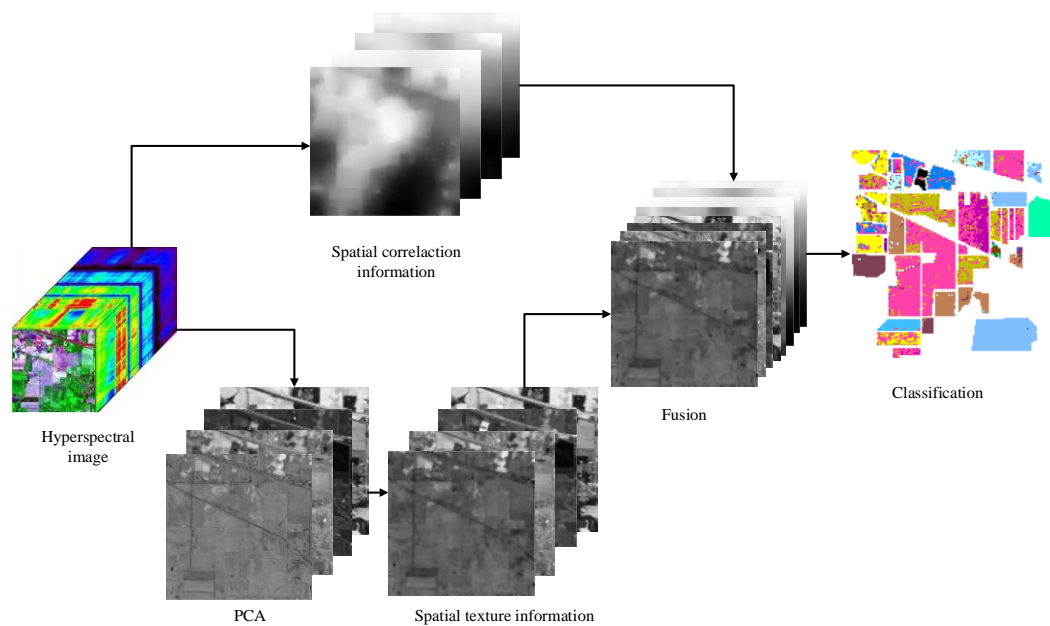 Spatial correlaction
information
Hyperspectral
image
Fusion
Classification
PCA
Spatial texture information